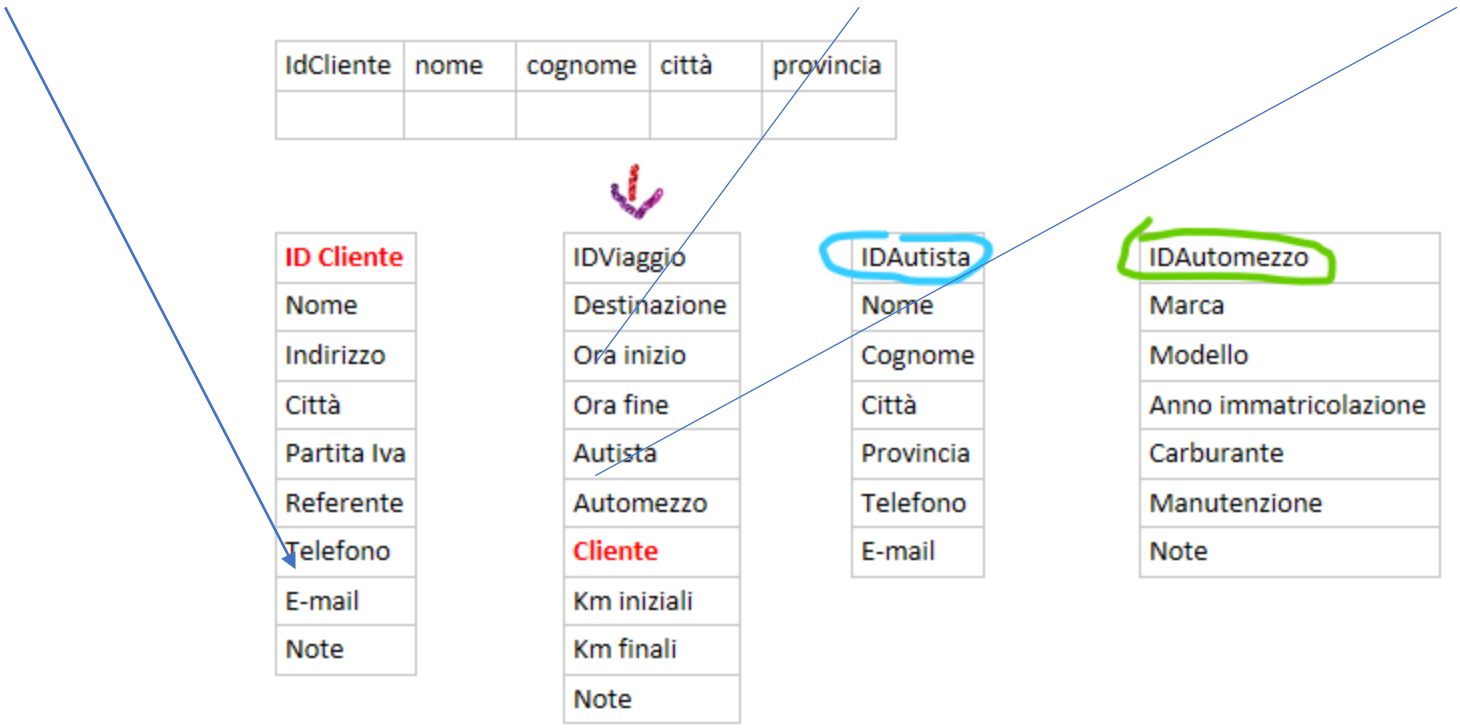 IdCliente nome cognome città provincia
ID Cliente
Nome
Indirizzo
Città
Partita Iva
Referente
Telefono
E-mail
Note
IDViaggio
Destinazione
Ora inizio
Ora fine
Autista
Automezzo
Cliente
Km iniziali
Km finali
Note
IDAutista
Nome
Cognome
Città
Provincia
Telefono
E-mail
IDAutomezzo
Marca
Modello
Anno immatricolazione
Carburante
Manutenzione
Note